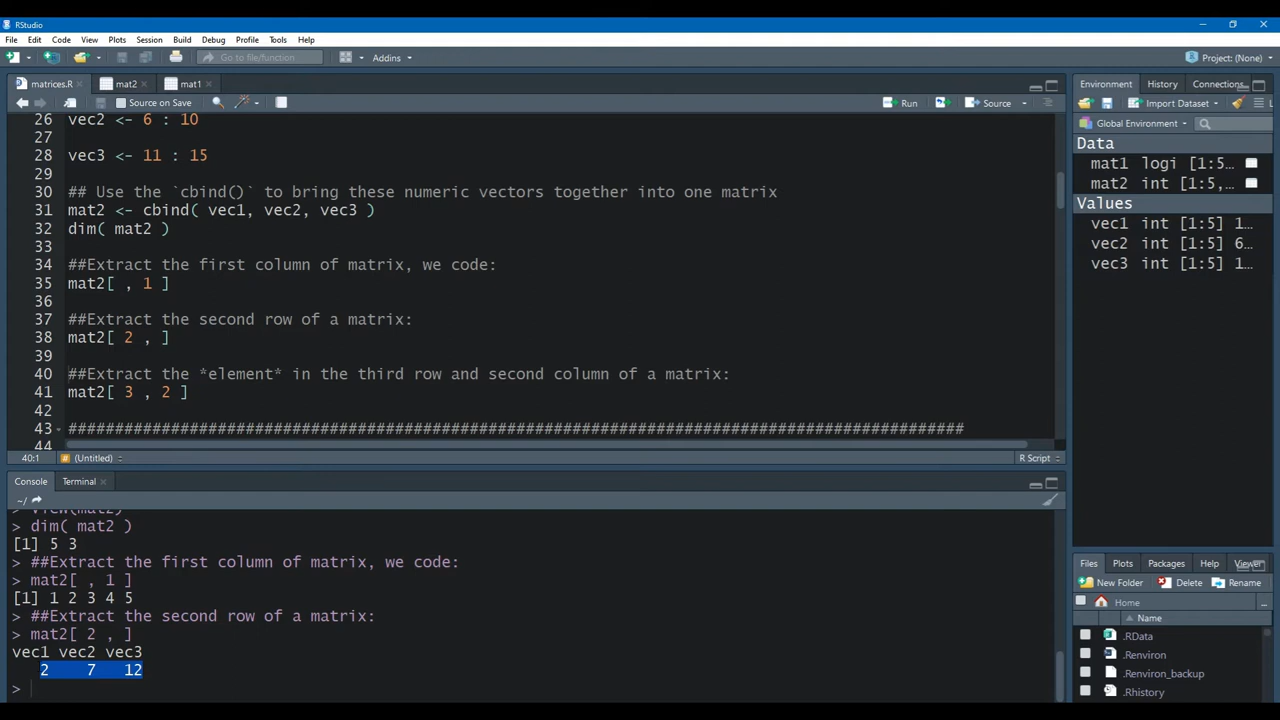 RStudio
File Edit Code View Plots Session Build Debug Profile Tools Help
Go to file/function Addins Project: (None)
matrices.R mat2 mat1
Source on Save Run Source
26 vec2 <- 6 : 10
27
28 vec3 <- 11 : 15
29
30 ## Use the `cbind()` to bring these numeric vectors together into one matrix
31 mat2 <- cbind( vec1, vec2, vec3 )
32 dim( mat2 )
33
34 ##Extract the first column of matrix, we code:
35 mat2[ , 1 ]
36
37 ##Extract the second row of a matrix:
38 mat2[ 2 , ]
39
40 ##Extract the *element* in the third row and second column of a matrix:
41 mat2[ 3 , 2 ]
42
43 ################################################################################################
44
40:1 (Untitled) R Script
Console Terminal
~/
> View(mat2)
> dim( mat2 )
[1] 5 3
> ##Extract the first column of matrix, we code:
> mat2[ , 1 ]
[1] 1 2 3 4 5
> ##Extract the second row of a matrix:
> mat2[ 2 , ]
vec1 vec2 vec3
2 7 12
>
Environment History Connections
Import Dataset
Global Environment
Data
mat1 logi [1:5…
mat2 int [1:5,…
Values
vec1 int [1:5] 1…
vec2 int [1:5] 6…
vec3 int [1:5] 1…
Files Plots Packages Help Viewer
New Folder Delete Rename
Home ...
Name
.RData
.Renviron
.Renviron_backup
.Rhistory